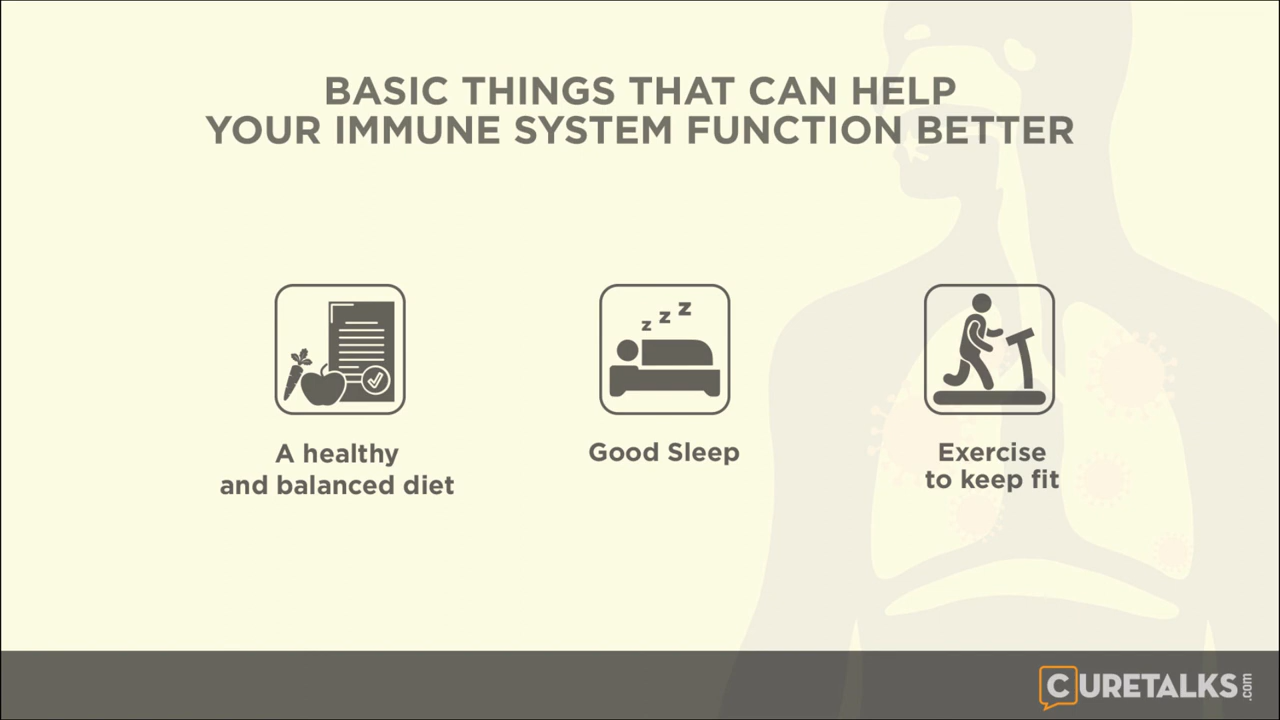 BASIC THINGS THAT CAN HELP
YOUR IMMUNE SYSTEM FUNCTION BETTER
z z z
A healthy
and balanced diet
Good Sleep
Exercise
to keep fit
CURETALKS.com